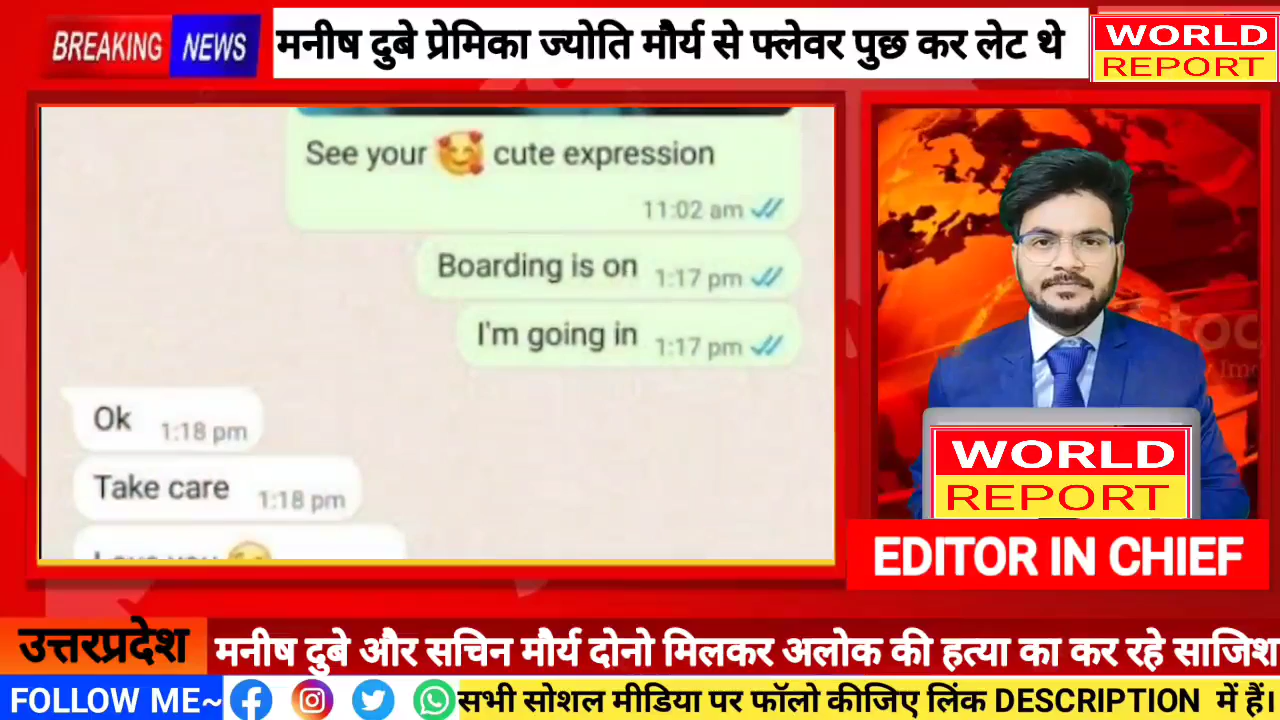 BREAKING NEWS
मनीष दुबे प्रेमिका ज्योति मौर्य से फ्लेवर पुछ कर लेट थे
WORLD
REPORT
See your 🥰 cute expression
11:02 am
Boarding is on 1:17 pm
I'm going in 1:17 pm
Ok 1:18 pm
Take care 1:18 pm
Love you
WORLD
REPORT
EDITOR IN CHIEF
उत्तरप्रदेश
मनीष दुबे और सचिन मौर्य दोनो मिलकर अलोक की हत्या का कर रहे साजिश
FOLLOW ME~
सभी सोशल मीडिया पर फॉलो कीजिए लिंक DESCRIPTION में हैं।